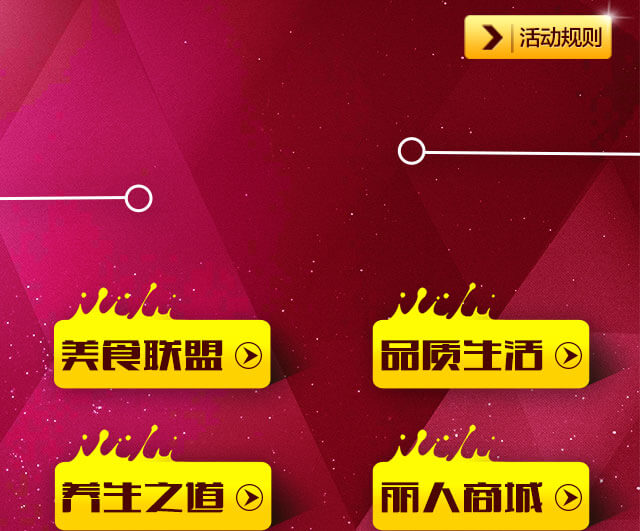 活动规则
美食联盟
品质生活
养生之道
丽人商城